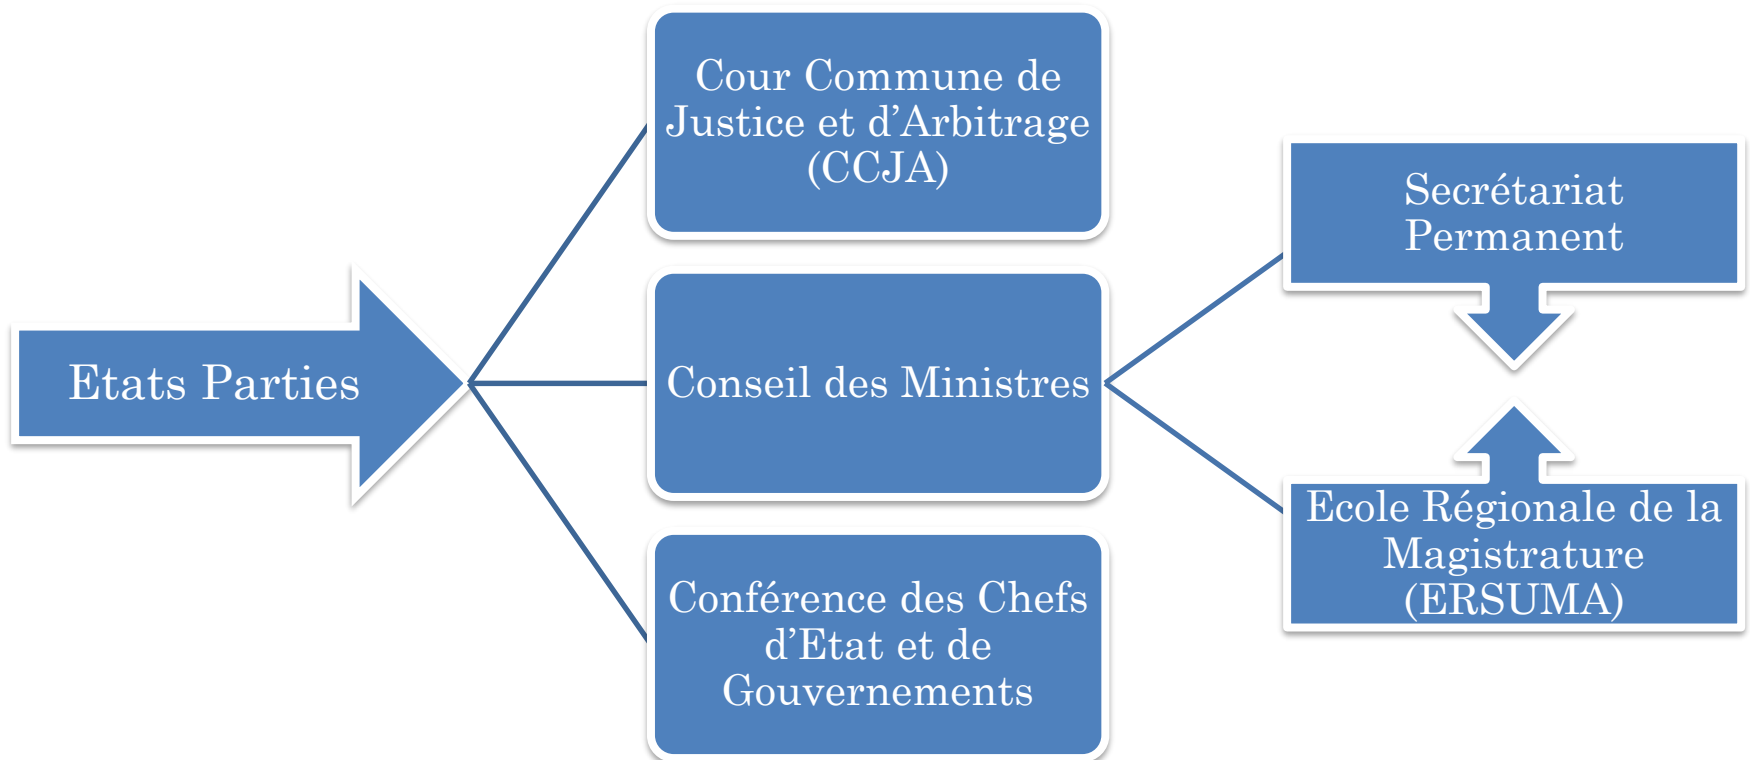 Etats Parties
Cour Commune de
Justice et d’Arbitrage
(CCJA)
Conseil des Ministres
Conférence des Chefs
d’Etat et de
Gouvernements
Secrétariat
Permanent
Ecole Régionale de la
Magistrature
(ERSUMA)